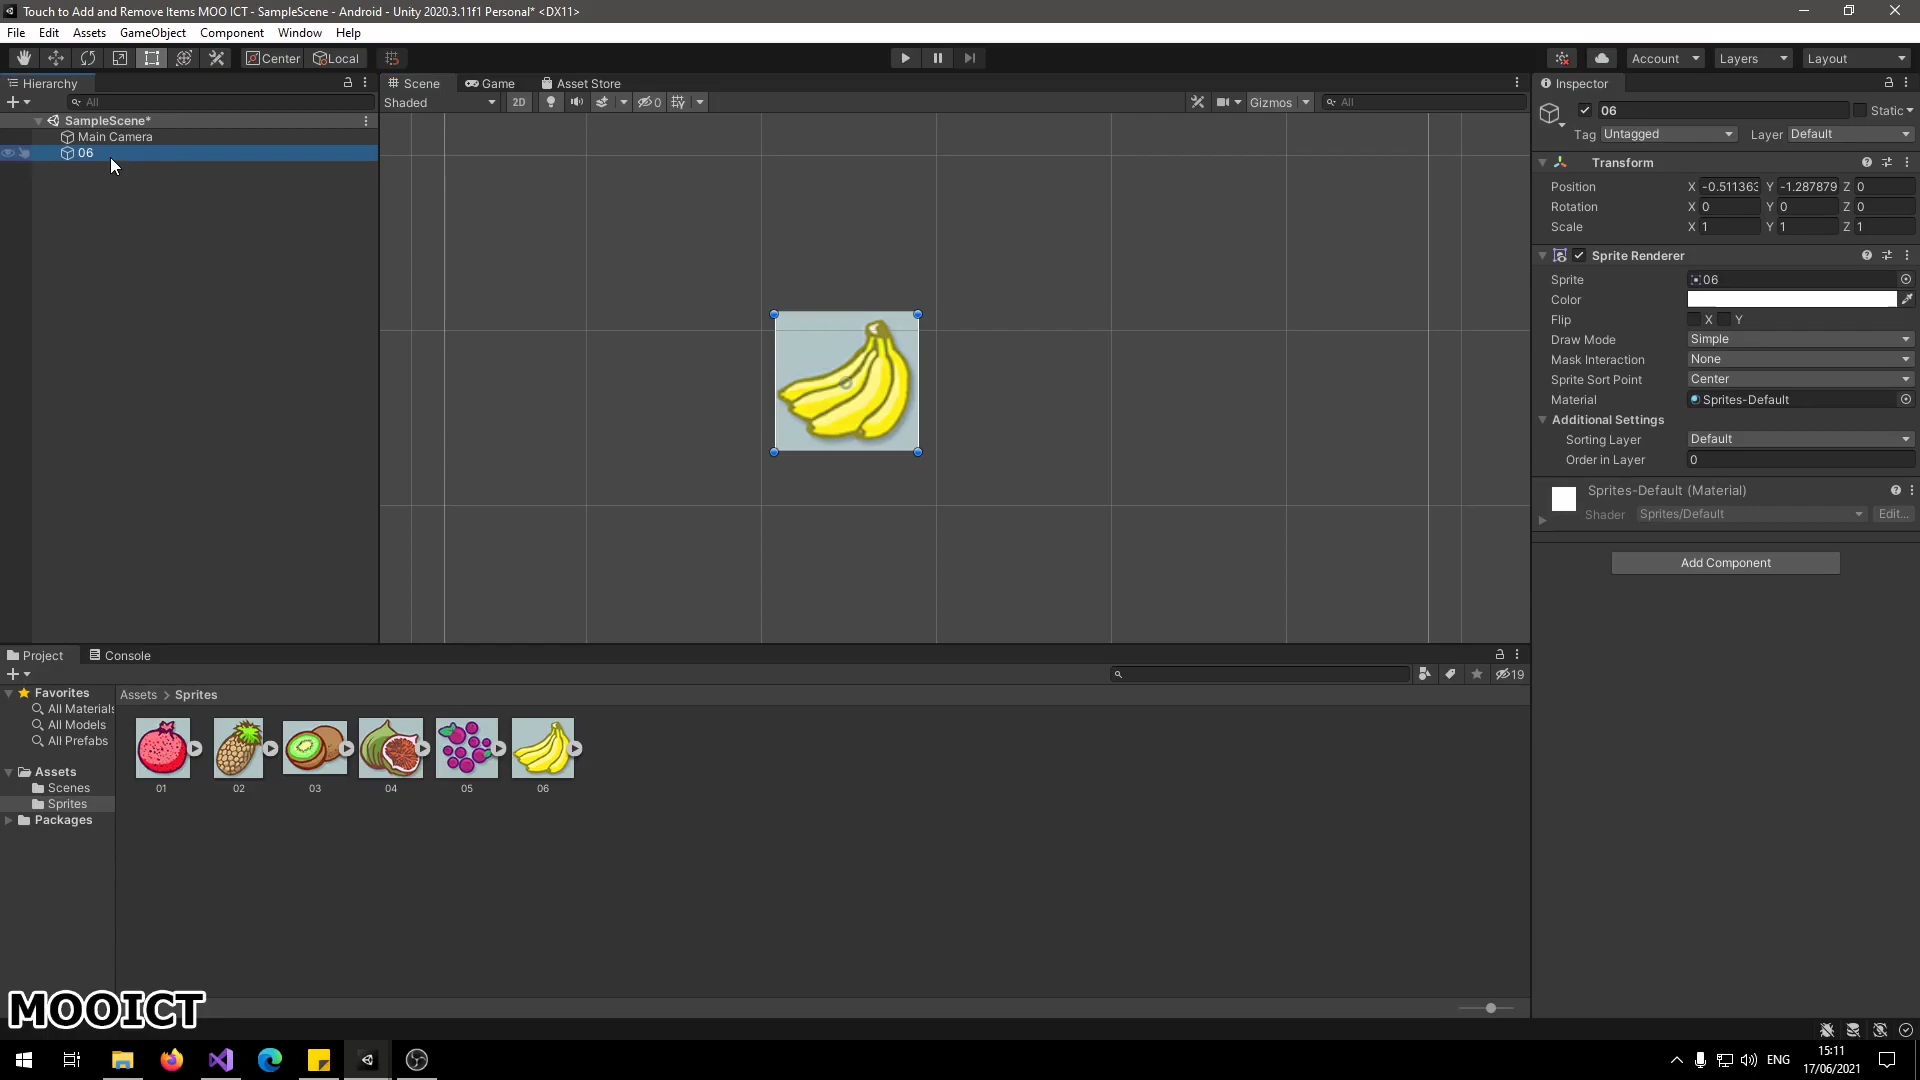 Touch to Add and Remove Items MOO ICT - SampleScene - Android - Unity 2020.3.11f1 Personal* <DX11>
File Edit Assets GameObject Component Window Help
Center Local Account Layers Layout
Hierarchy
All
SampleScene*
Main Camera
06
Scene Game Asset Store
Shaded 2D 0 Gizmos All
Inspector
06 Static
Tag Untagged Layer Default
Transform
Position X -0.511363 Y -1.287879 Z 0
Rotation X 0 Y 0 Z 0
Scale X 1 Y 1 Z 1
Sprite Renderer
Sprite 06
Color
Flip X Y
Draw Mode Simple
Mask Interaction None
Sprite Sort Point Center
Material Sprites-Default
Additional Settings
Sorting Layer Default
Order in Layer 0
Sprites-Default (Material)
Shader Sprites/Default Edit...
Add Component
Project Console
19
Favorites
All Materials
All Models
All Prefabs
Assets
Scenes
Sprites
Packages
Assets > Sprites
01 02 03 04 05 06
MOOICT
ENG
15:11
17/06/2021